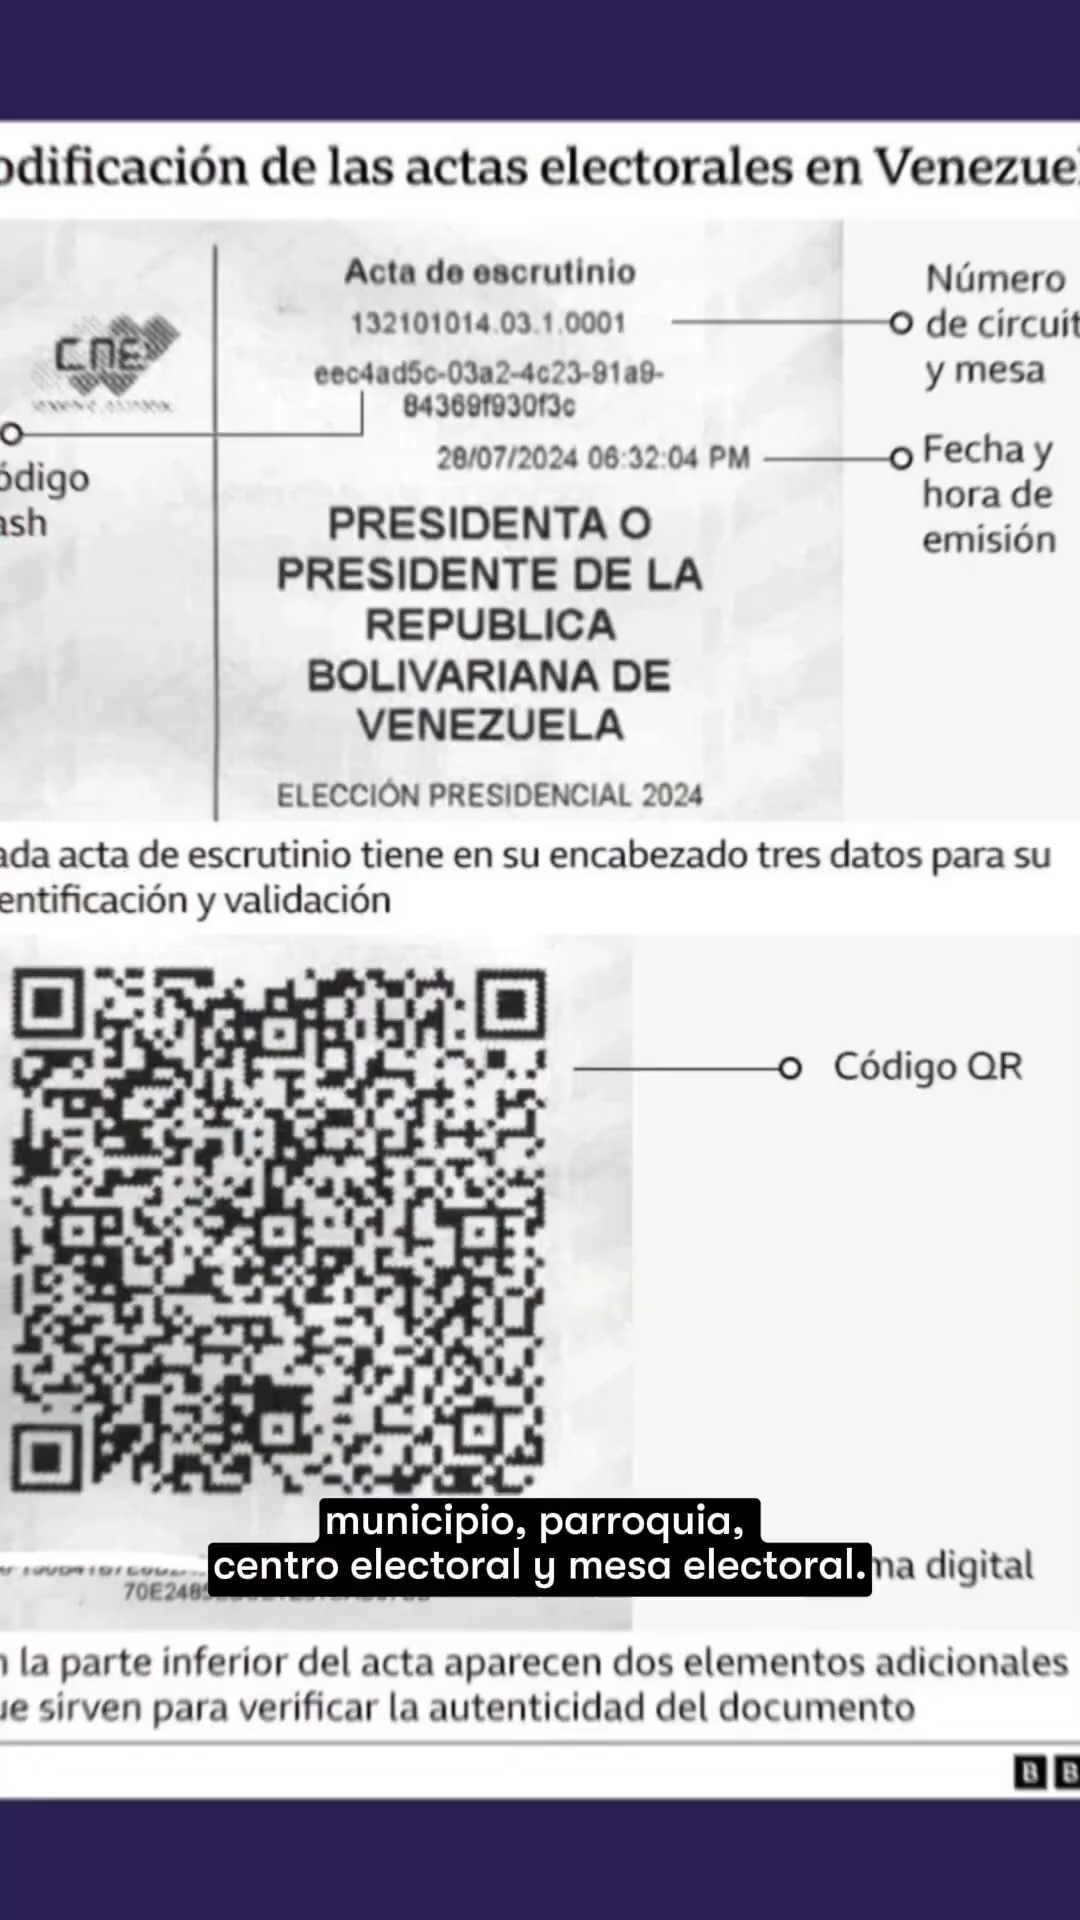 odificación de las actas electorales en Venezue
Acta de escrutinio
132101014.03.1.0001
eec4ad5c-03a2-4c23-91a9-
84369f930f3c
28/07/2024 06:32:04 PM
CNE
Número
de circuit
y mesa
Fecha y
hora de
emisión
ódigo
ash
PRESIDENTA O
PRESIDENTE DE LA
REPUBLICA
BOLIVARIANA DE
VENEZUELA
ELECCIÓN PRESIDENCIAL 2024
ada acta de escrutinio tiene en su encabezado tres datos para su
entificación y validación
Código QR
municipio, parroquia,
centro electoral y mesa electoral.
ma digital
n la parte inferior del acta aparecen dos elementos adicionales
ue sirven para verificar la autenticidad del documento
B B